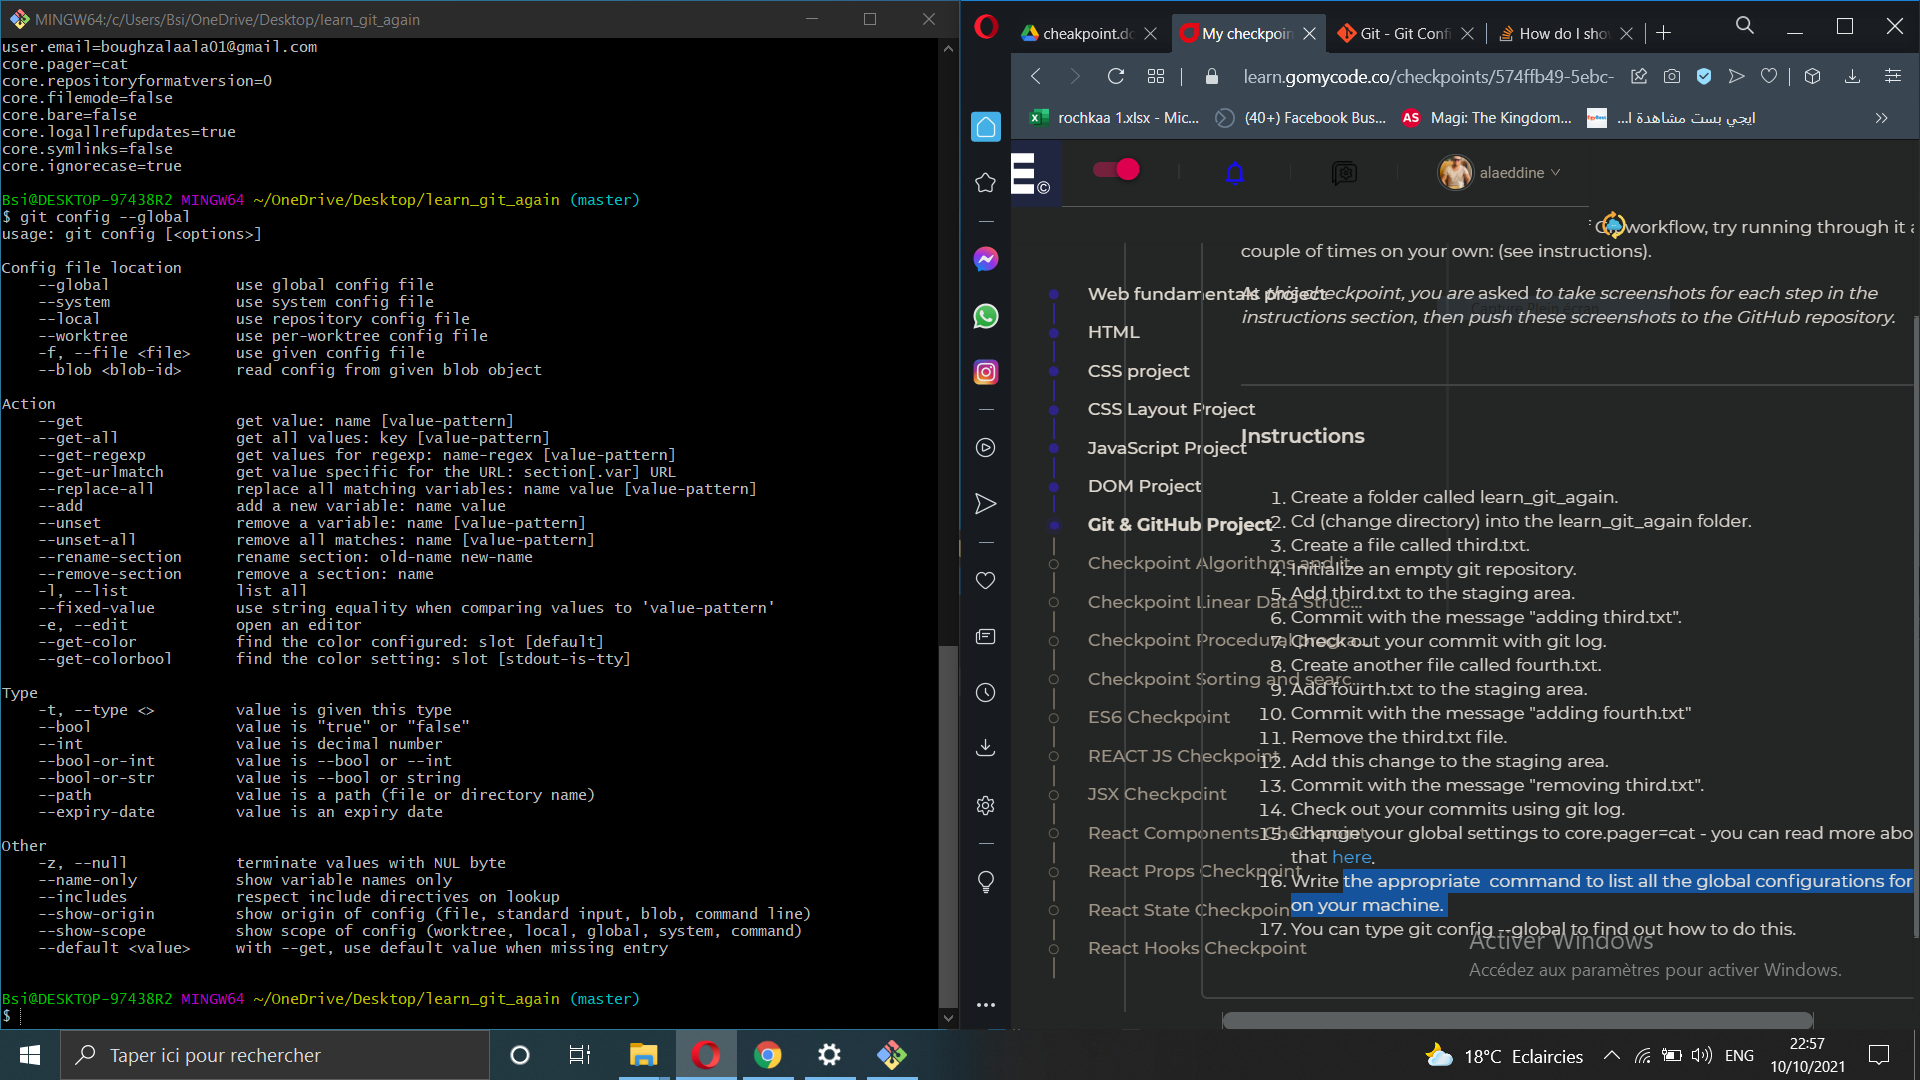 MINGW64:/c/Users/Bsi/OneDrive/Desktop/learn_git_again
user.email=boughzalaala01@gmail.com
core.pager=cat
core.repositoryformatversion=0
core.filemode=false
core.bare=false
core.logallrefupdates=true
core.symlinks=false
core.ignorecase=true
Bsi@DESKTOP-97438R2 MINGW64 ~/OneDrive/Desktop/learn_git_again (master)
$ git config --global
usage: git config [<options>]
Config file location
--global use global config file
--system use system config file
--local use repository config file
--worktree use per-worktree config file
-f, --file <file> use given config file
--blob <blob-id> read config from given blob object
Action
--get get value: name [value-pattern]
--get-all get all values: key [value-pattern]
--get-regexp get values for regexp: name-regex [value-pattern]
--get-urlmatch get value specific for the URL: section[.var] URL
--replace-all replace all matching variables: name value [value-pattern]
--add add a new variable: name value
--unset remove a variable: name [value-pattern]
--unset-all remove all matches: name [value-pattern]
--rename-section rename section: old-name new-name
--remove-section remove a section: name
-l, --list list all
--fixed-value use string equality when comparing values to 'value-pattern'
-e, --edit open an editor
--get-color find the color configured: slot [default]
--get-colorbool find the color setting: slot [stdout-is-tty]
Type
-t, --type <> value is given this type
--bool value is "true" or "false"
--int value is decimal number
--bool-or-int value is --bool or --int
--bool-or-str value is --bool or string
--path value is a path (file or directory name)
--expiry-date value is an expiry date
Other
-z, --null terminate values with NUL byte
--name-only show variable names only
--includes respect include directives on lookup
--show-origin show origin of config (file, standard input, blob, command line)
--show-scope show scope of config (worktree, local, global, system, command)
--default <value> with --get, use default value when missing entry
Bsi@DESKTOP-97438R2 MINGW64 ~/OneDrive/Desktop/learn_git_again (master)
$
cheakpoint.do
My checkpoin
Git - Git Confi
How do I sho
learn.gomycode.co/checkpoints/574ffb49-5ebc-
rochkaa 1.xlsx - Mic...
(40+) Facebook Bus...
AS Magi: The Kingdom...
ايجي بست مشاهدة ا...
E©
alaeddine
workflow, try running through it a
couple of times on your own: (see instructions).
At this checkpoint, you are asked to take screenshots for each step in the
instructions section, then push these screenshots to the GitHub repository.
Web fundamentals project
HTML
CSS project
CSS Layout Project
JavaScript Project
DOM Project
Git & GitHub Project
Checkpoint Algorithms and it...
Checkpoint Linear Data Struc...
Checkpoint Procedural progra...
Checkpoint Sorting and searc...
ES6 Checkpoint
REACT JS Checkpoint
JSX Checkpoint
React Components Checkpoint
React Props Checkpoint
React State Checkpoint
React Hooks Checkpoint
Instructions
1. Create a folder called learn_git_again.
2. Cd (change directory) into the learn_git_again folder.
3. Create a file called third.txt.
4. Initialize an empty git repository.
5. Add third.txt to the staging area.
6. Commit with the message "adding third.txt".
7. Check out your commit with git log.
8. Create another file called fourth.txt.
9. Add fourth.txt to the staging area.
10. Commit with the message "adding fourth.txt"
11. Remove the third.txt file.
12. Add this change to the staging area.
13. Commit with the message "removing third.txt".
14. Check out your commits using git log.
15. Change your global settings to core.pager=cat - you can read more abo
that here.
16. Write the appropriate command to list all the global configurations for
on your machine.
17. You can type git config --global to find out how to do this.
Activer Windows
Accédez aux paramètres pour activer Windows.
Taper ici pour rechercher
18°C Eclaircies
ENG
22:57
10/10/2021